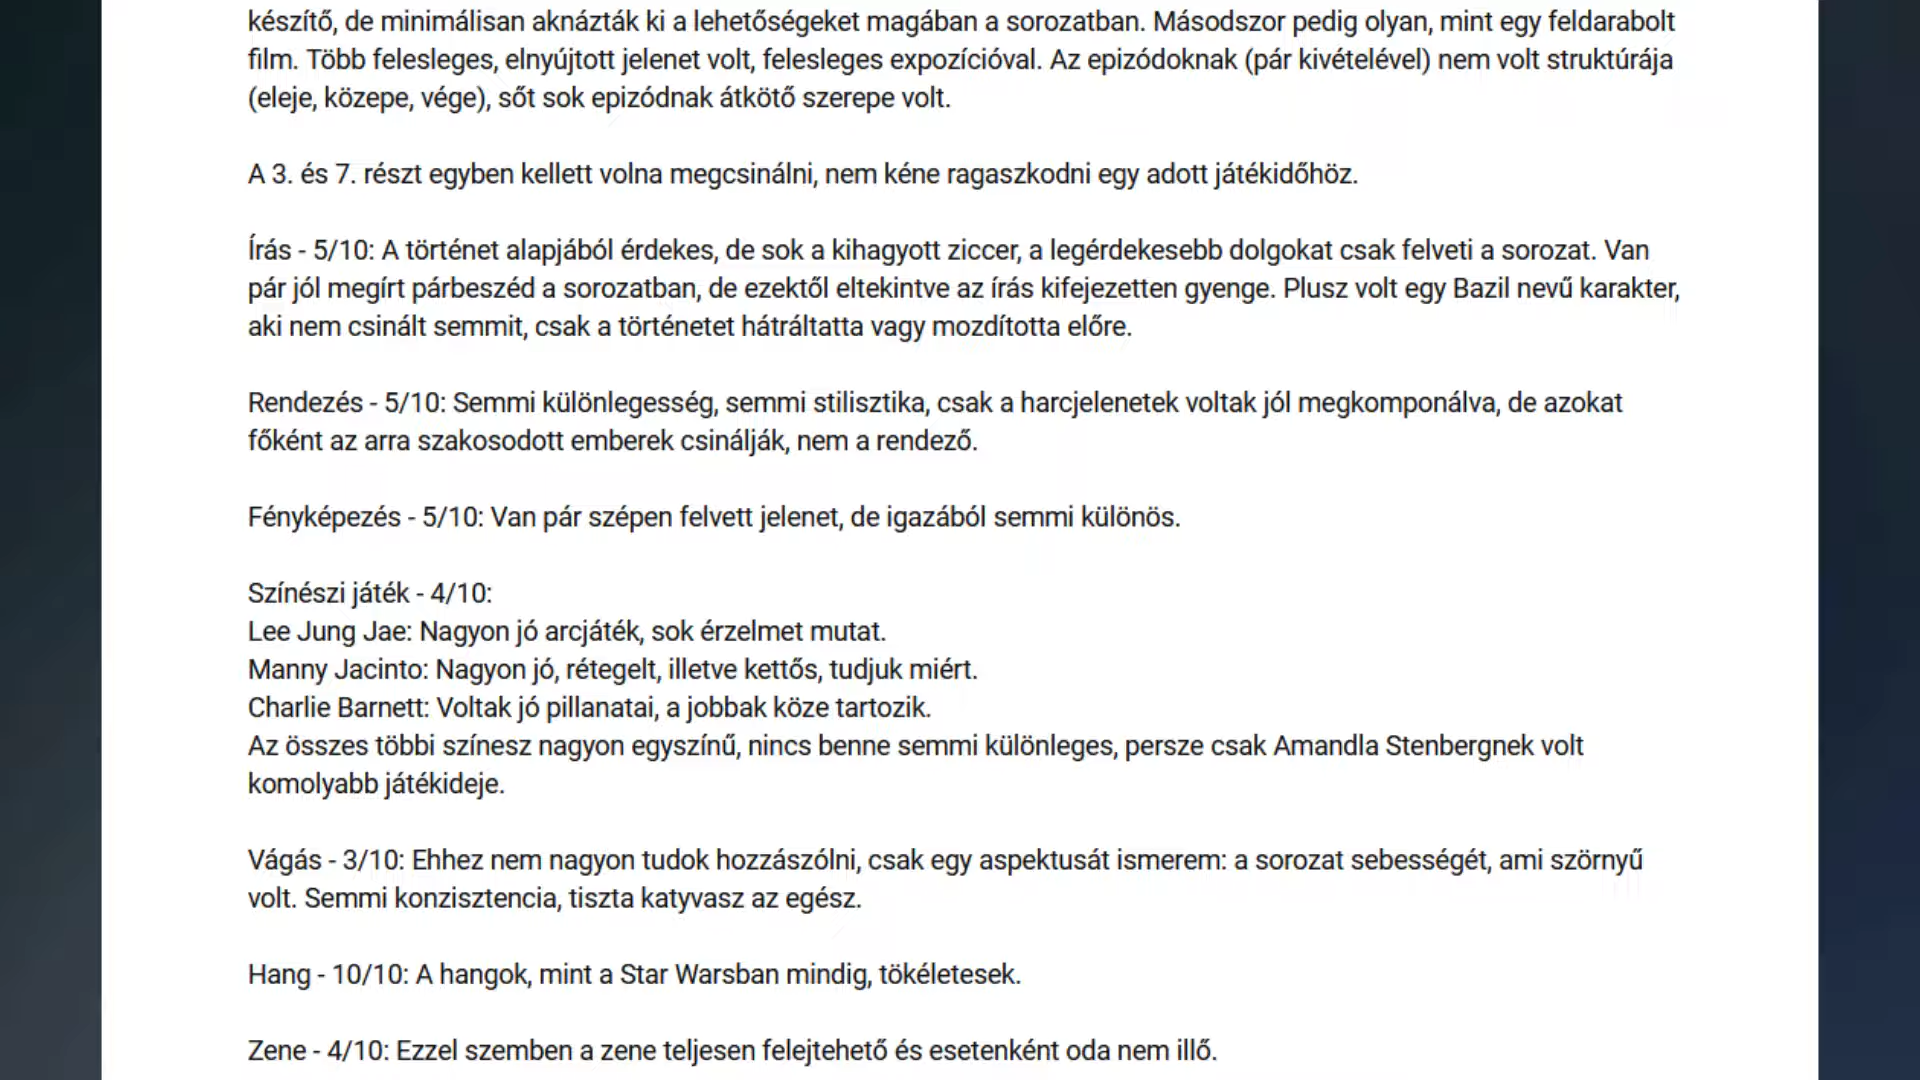 készítő, de minimálisan aknázták ki a lehetőségeket magában a sorozatban. Másodszor pedig olyan, mint egy feldarabolt
film. Több felesleges, elnyújtott jelenet volt, felesleges expozícióval. Az epizódoknak (pár kivételével) nem volt struktúrája
(eleje, közepe, vége), sőt sok epizódnak átkötő szerepe volt.
A 3. és 7. részt egyben kellett volna megcsinálni, nem kéne ragaszkodni egy adott játékidőhöz.
Írás - 5/10: A történet alapjából érdekes, de sok a kihagyott ziccer, a legérdekesebb dolgokat csak felveti a sorozat. Van
pár jól megírt párbeszéd a sorozatban, de ezektől eltekintve az írás kifejezetten gyenge. Plusz volt egy Bazil nevű karakter,
aki nem csinált semmit, csak a történetet hátráltatta vagy mozdította előre.
Rendezés - 5/10: Semmi különlegesség, semmi stilisztika, csak a harcjelenetek voltak jól megkomponálva, de azokat
főként az arra szakosodott emberek csinálják, nem a rendező.
Fényképezés - 5/10: Van pár szépen felvett jelenet, de igazából semmi különös.
Színészi játék - 4/10:
Lee Jung Jae: Nagyon jó arcjáték, sok érzelmet mutat.
Manny Jacinto: Nagyon jó, rétegelt, illetve kettős, tudjuk miért.
Charlie Barnett: Voltak jó pillanatai, a jobbak köze tartozik.
Az összes többi színesz nagyon egyszínű, nincs benne semmi különleges, persze csak Amandla Stenbergnek volt
komolyabb játékideje.
Vágás - 3/10: Ehhez nem nagyon tudok hozzászólni, csak egy aspektusát ismerem: a sorozat sebességét, ami szörnyű
volt. Semmi konzisztencia, tiszta katyvasz az egész.
Hang - 10/10: A hangok, mint a Star Warsban mindig, tökéletesek.
Zene - 4/10: Ezzel szemben a zene teljesen felejtehető és esetenként oda nem illő.